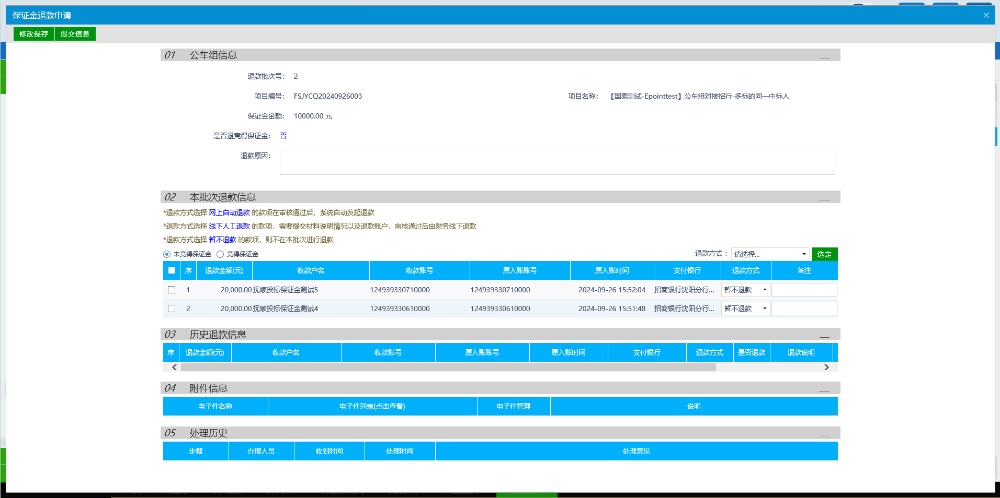 保证金退款申请
修改保存 提交信息
01 公车组信息
退款批次号： 2
项目编号： FSJYCQ20240926003 项目名称： 【国泰测试-Epointtest】公车组对接招行-多标的同一中标人
保证金金额： 10000.00 元
是否退竞得保证金： 否
退款原因：
02 本批次退款信息
*退款方式选择 网上自动退款 的款项在审核通过后，系统自动发起退款
*退款方式选择 线下人工退款 的款项，需要提交材料说明情况以及退款账户，审核通过后由财务线下退款
*退款方式选择 暂不退款 的款项，则不在本批次进行退款
未竞得保证金 竞得保证金 退款方式： 请选择... 选定
序 退款金额(元) 收款户名 收款账号 原入账账号 原入账时间 支付银行 退款方式 备注
1 20,000.00 抚顺投标保证金测试5 124939330710000 124939330710000 2024-09-26 15:52:04 招商银行沈阳分行... 暂不退款
2 20,000.00 抚顺投标保证金测试4 124939330610000 124939330610000 2024-09-26 15:51:48 招商银行沈阳分行... 暂不退款
03 历史退款信息
序 退款金额(元) 收款户名 收款账号 原入账账号 原入账时间 支付银行 退款方式 是否退款 退款说明
04 附件信息
电子件名称 电子件列表(点击查看) 电子件管理 说明
05 处理历史
步骤 办理人员 收到时间 处理时间 处理意见